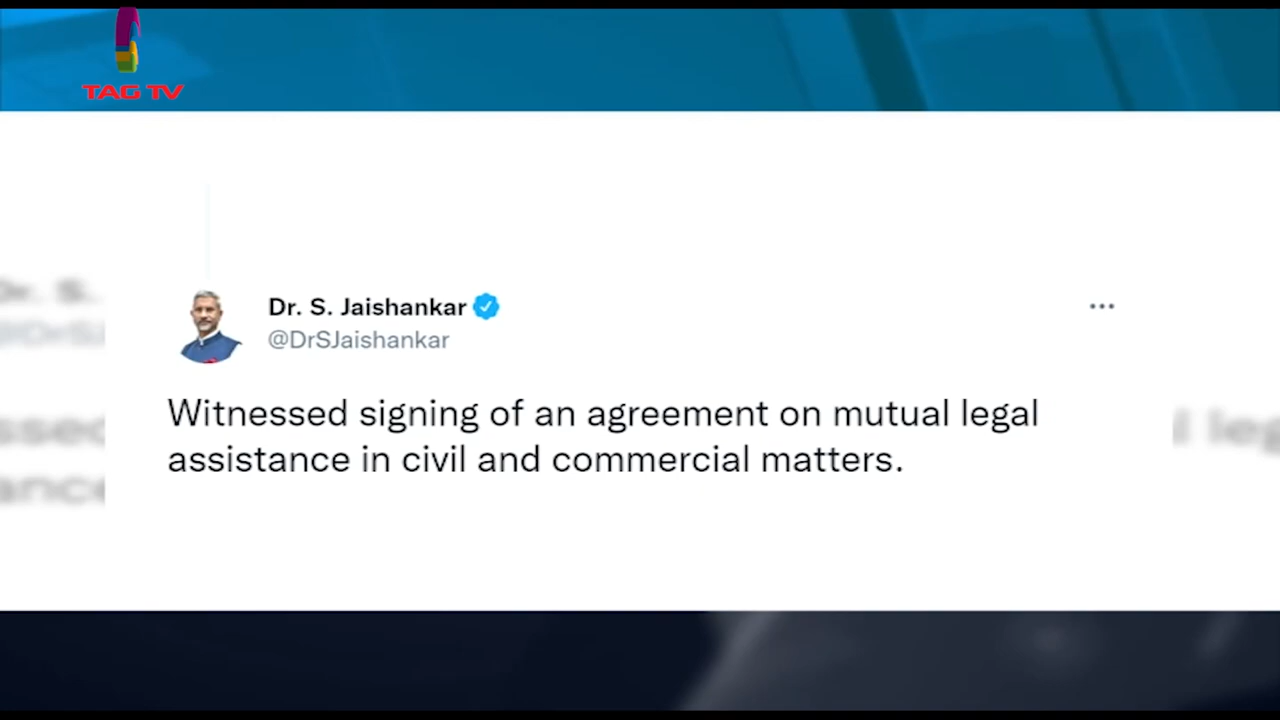 TAG TV
Dr. S. Jaishankar
@DrSJaishankar
Witnessed signing of an agreement on mutual legal
assistance in civil and commercial matters.